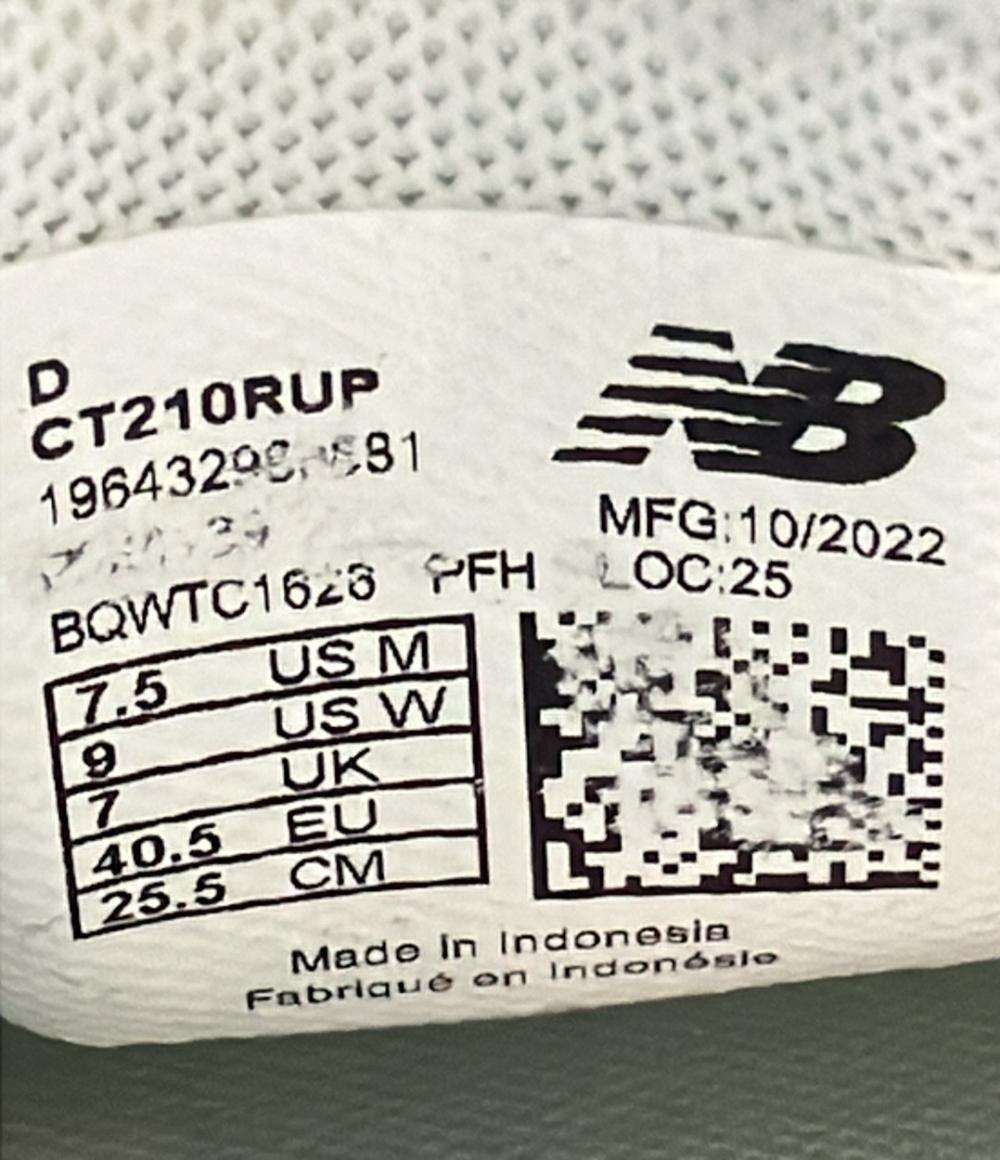 D
CT210RUP
NB
MFG:10/2022
PFH LOC:25
7.5 US M
9 US W
7 UK
40.5 EU
25.5 CM
Made in Indonesia
Fabriqué en Indonésie